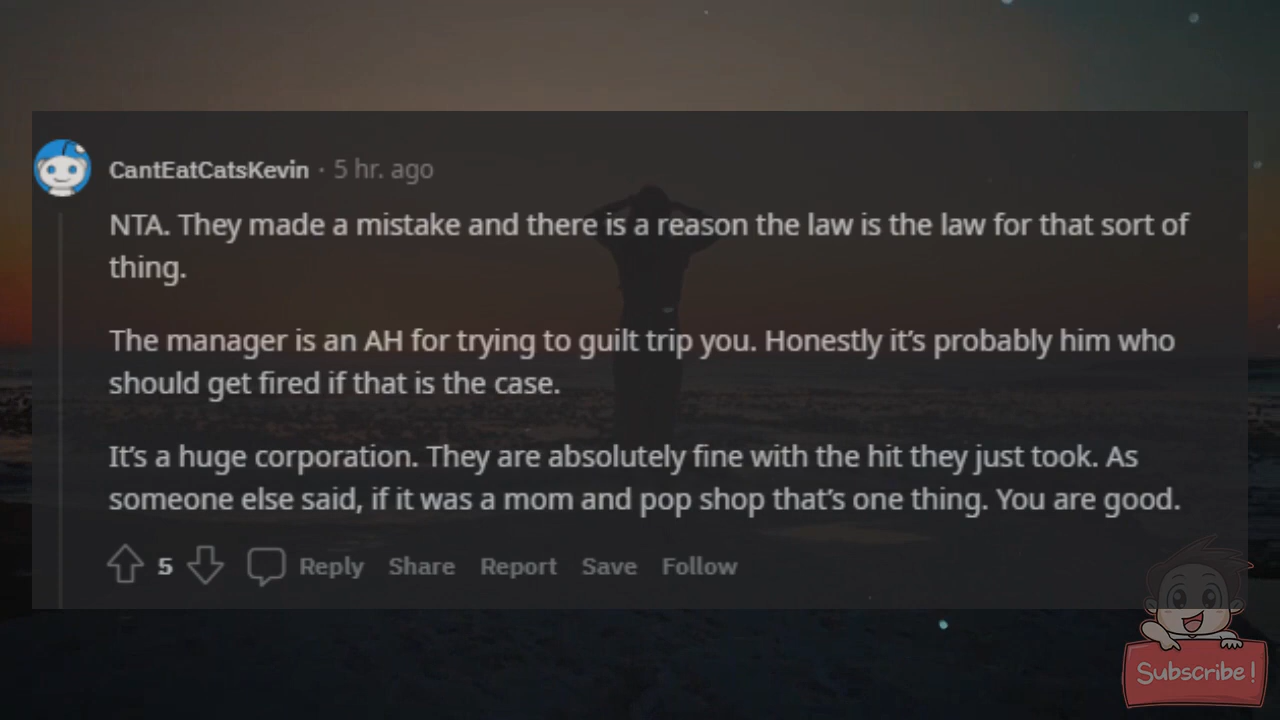 CantEatCatsKevin · 5 hr. ago
NTA. They made a mistake and there is a reason the law is the law for that sort of
thing.
The manager is an AH for trying to guilt trip you. Honestly it’s probably him who
should get fired if that is the case.
It’s a huge corporation. They are absolutely fine with the hit they just took. As
someone else said, if it was a mom and pop shop that’s one thing. You are good.
5 Reply Share Report Save Follow
Subscribe!